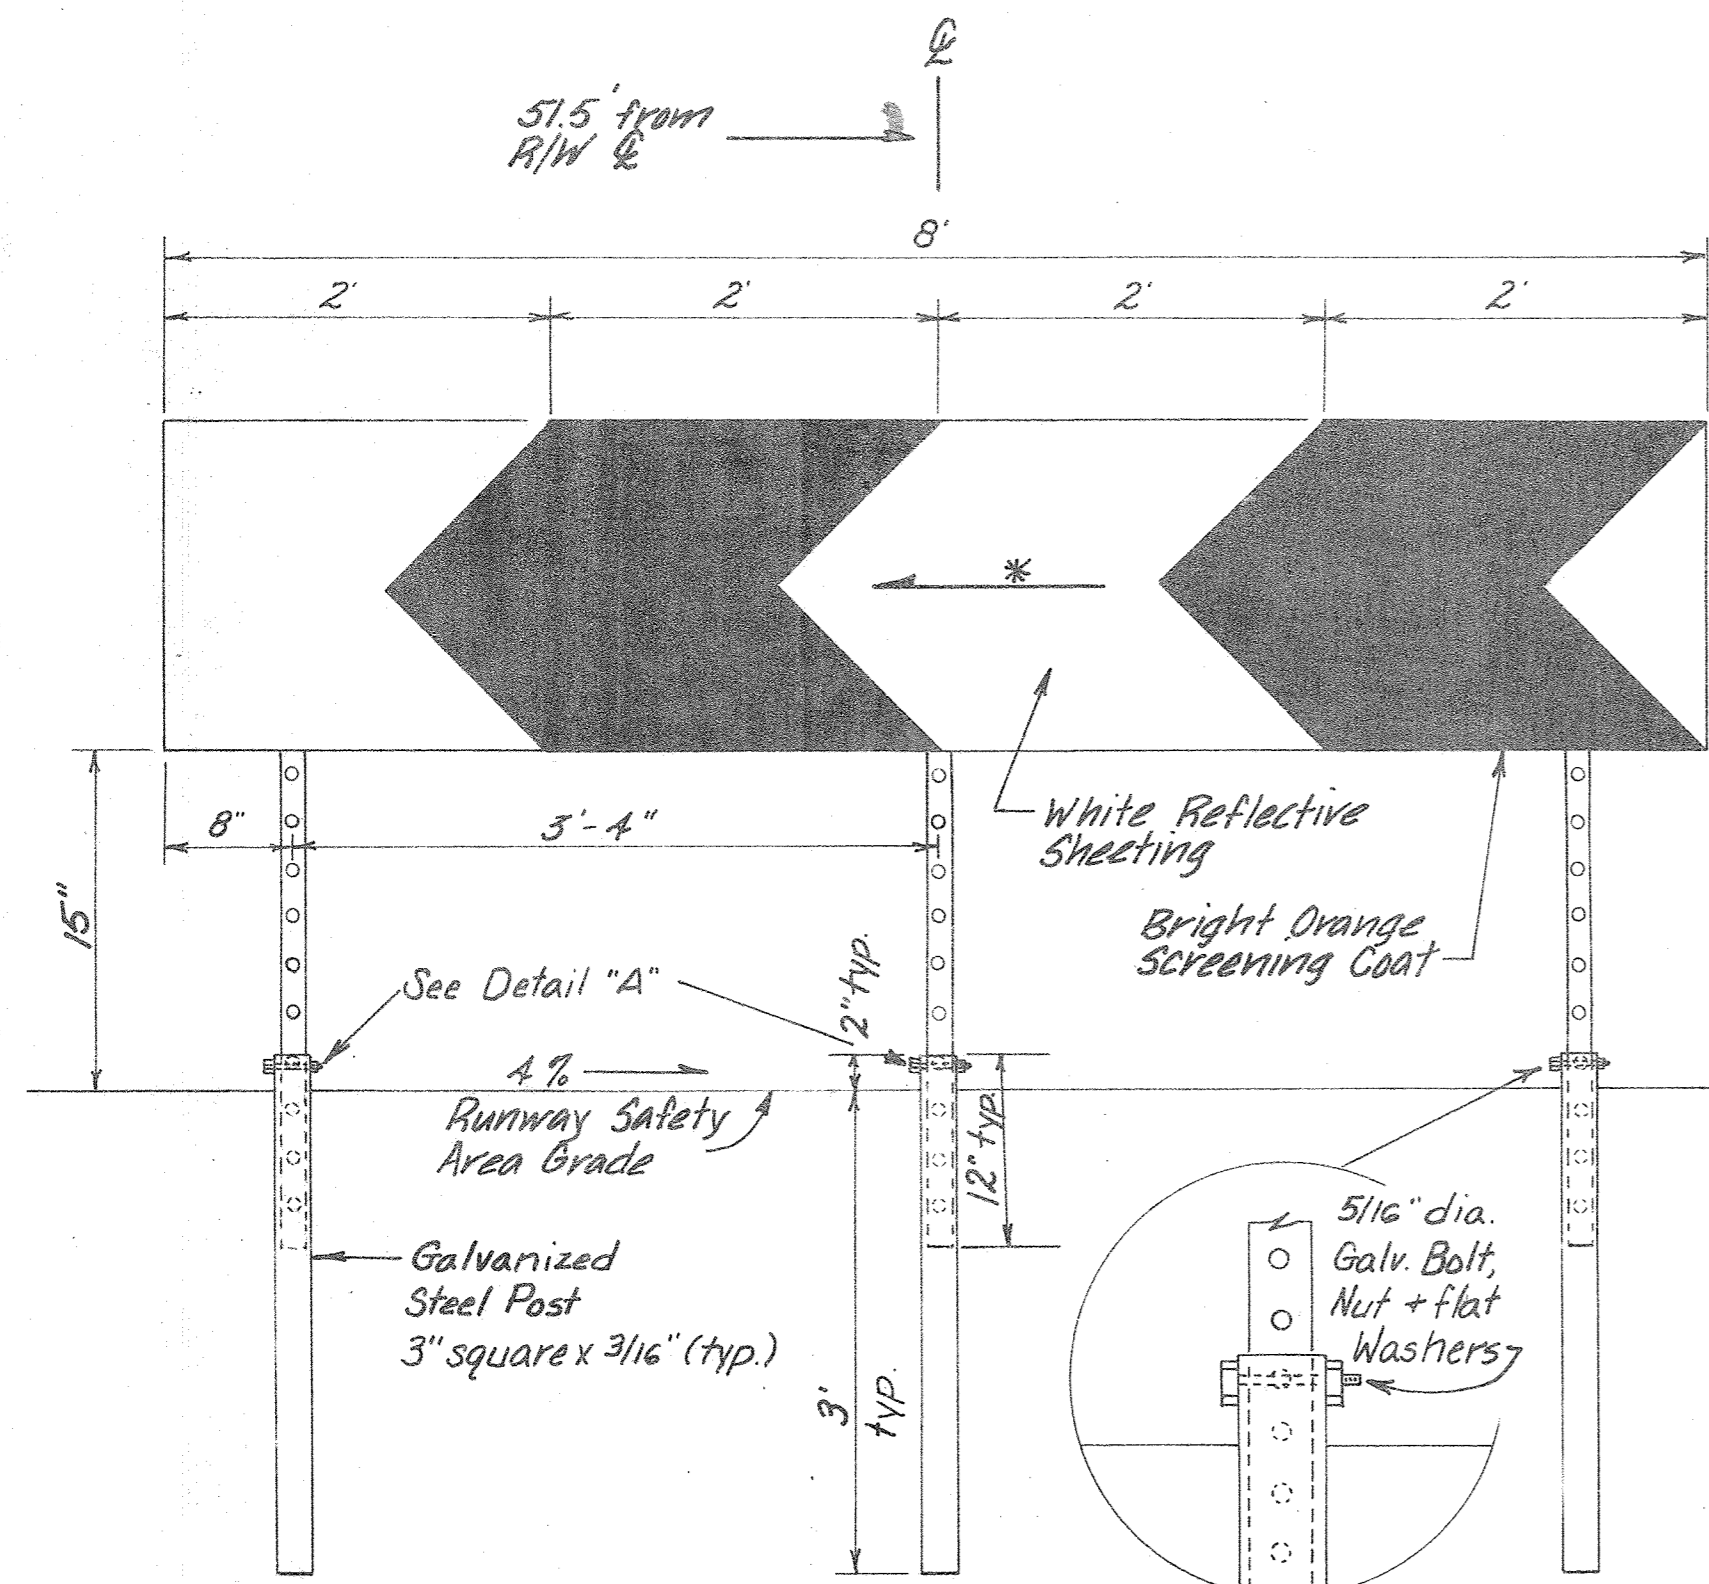 ℄
51.5' from
R/W ℄
8'
2' 2' 2' 2'
*
8"
3'-4"
White Reflective
Sheeting
15"
Bright Orange
Screening Coat
See Detail "A"
2" typ.
4%
Runway Safety
Area Grade
12" typ.
5/16" dia.
Galv. Bolt,
Nut + flat
Washers
Galvanized
Steel Post
3" square x 3/16" (typ.)
3'
typ.